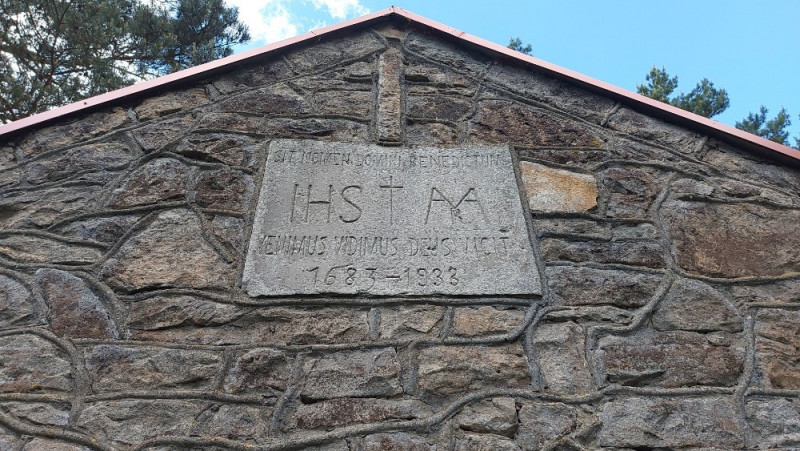 SIT NOMEN DOMINI BENEDICTUM
IHS † MA
VENIMUS VIDIMUS DEUS VICIT
1683-1933